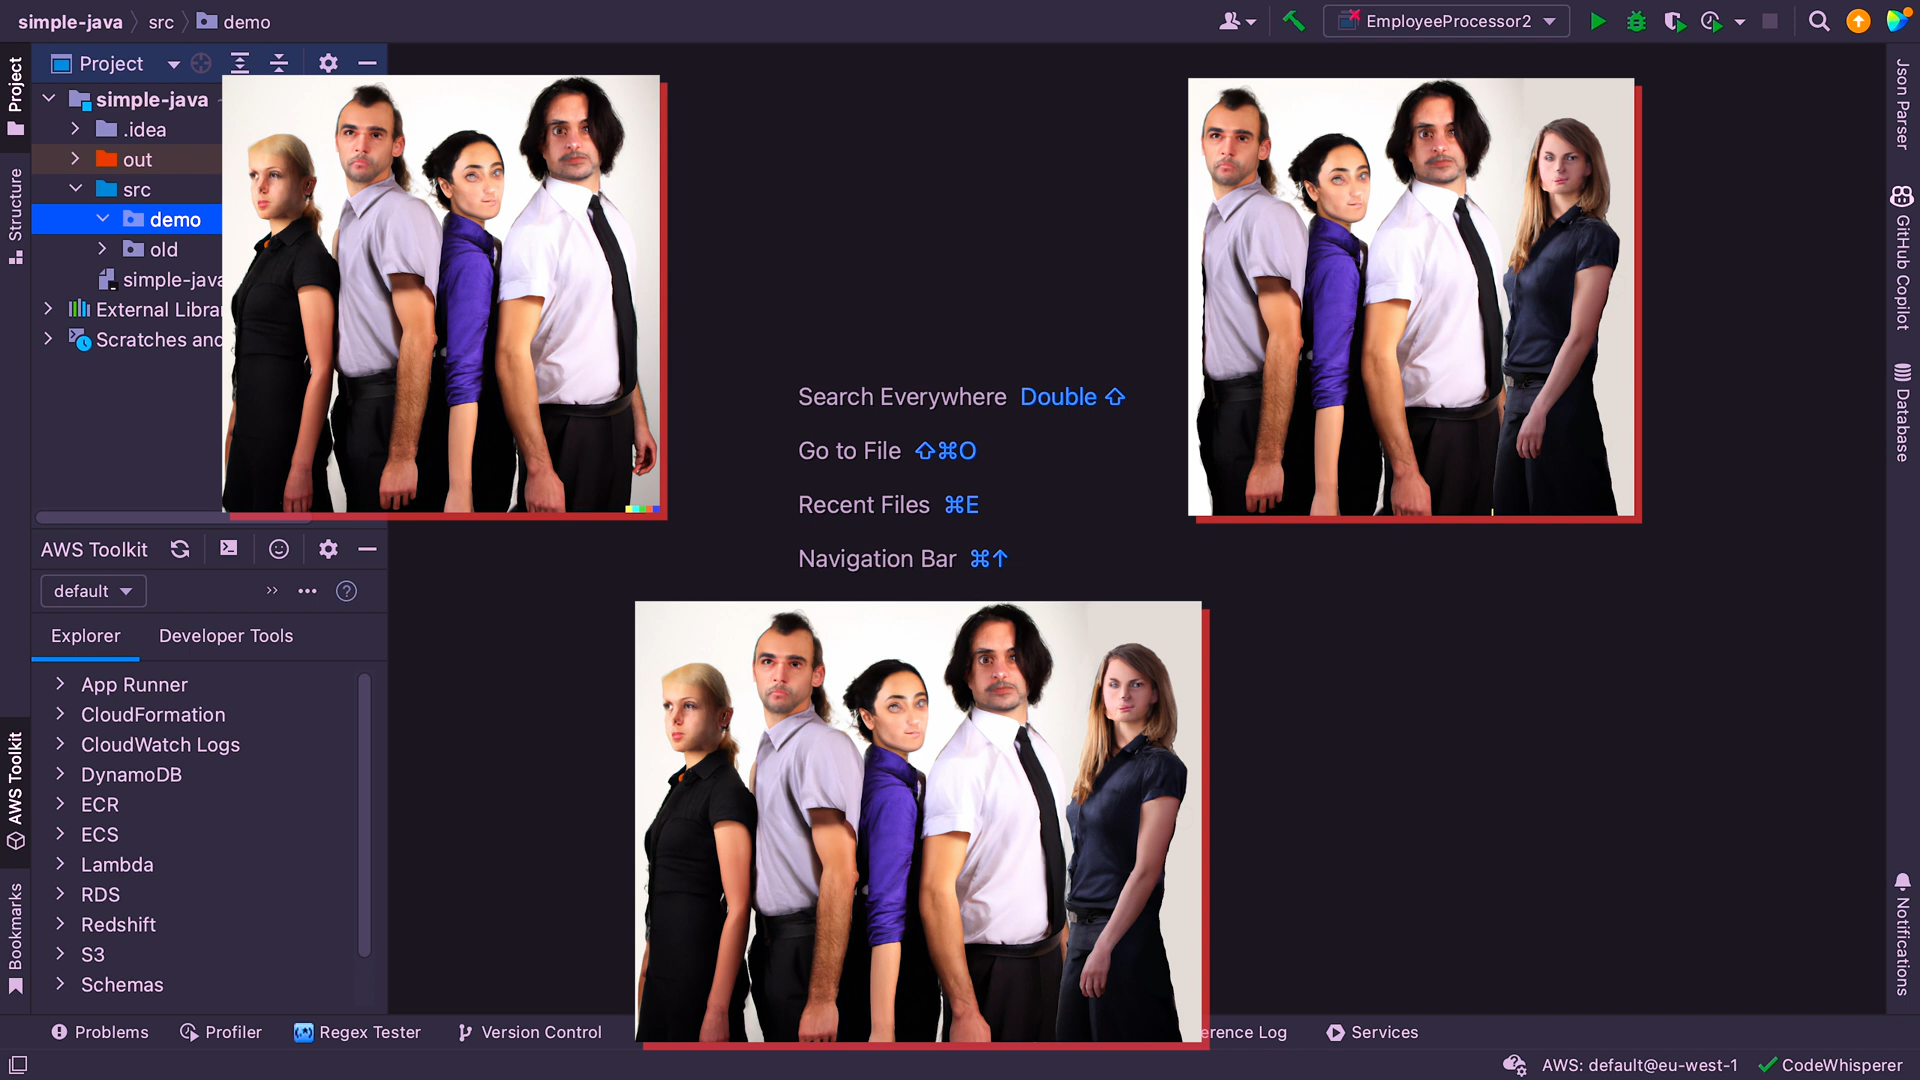 simple-java src demo
EmployeeProcessor2
Project
Project
simple-java
.idea
out
src
demo
old
simple-java
External Libra
Scratches and
Structure
AWS Toolkit
Bookmarks
AWS Toolkit
default
Explorer Developer Tools
App Runner
CloudFormation
CloudWatch Logs
DynamoDB
ECR
ECS
Lambda
RDS
Redshift
S3
Schemas
Search Everywhere Double ⇧
Go to File ⇧⌘O
Recent Files ⌘E
Navigation Bar ⌘↑
Json Parser
GitHub Copilot
Database
Notifications
Problems Profiler Regex Tester Version Control erence Log Services
AWS: default@eu-west-1 CodeWhisperer